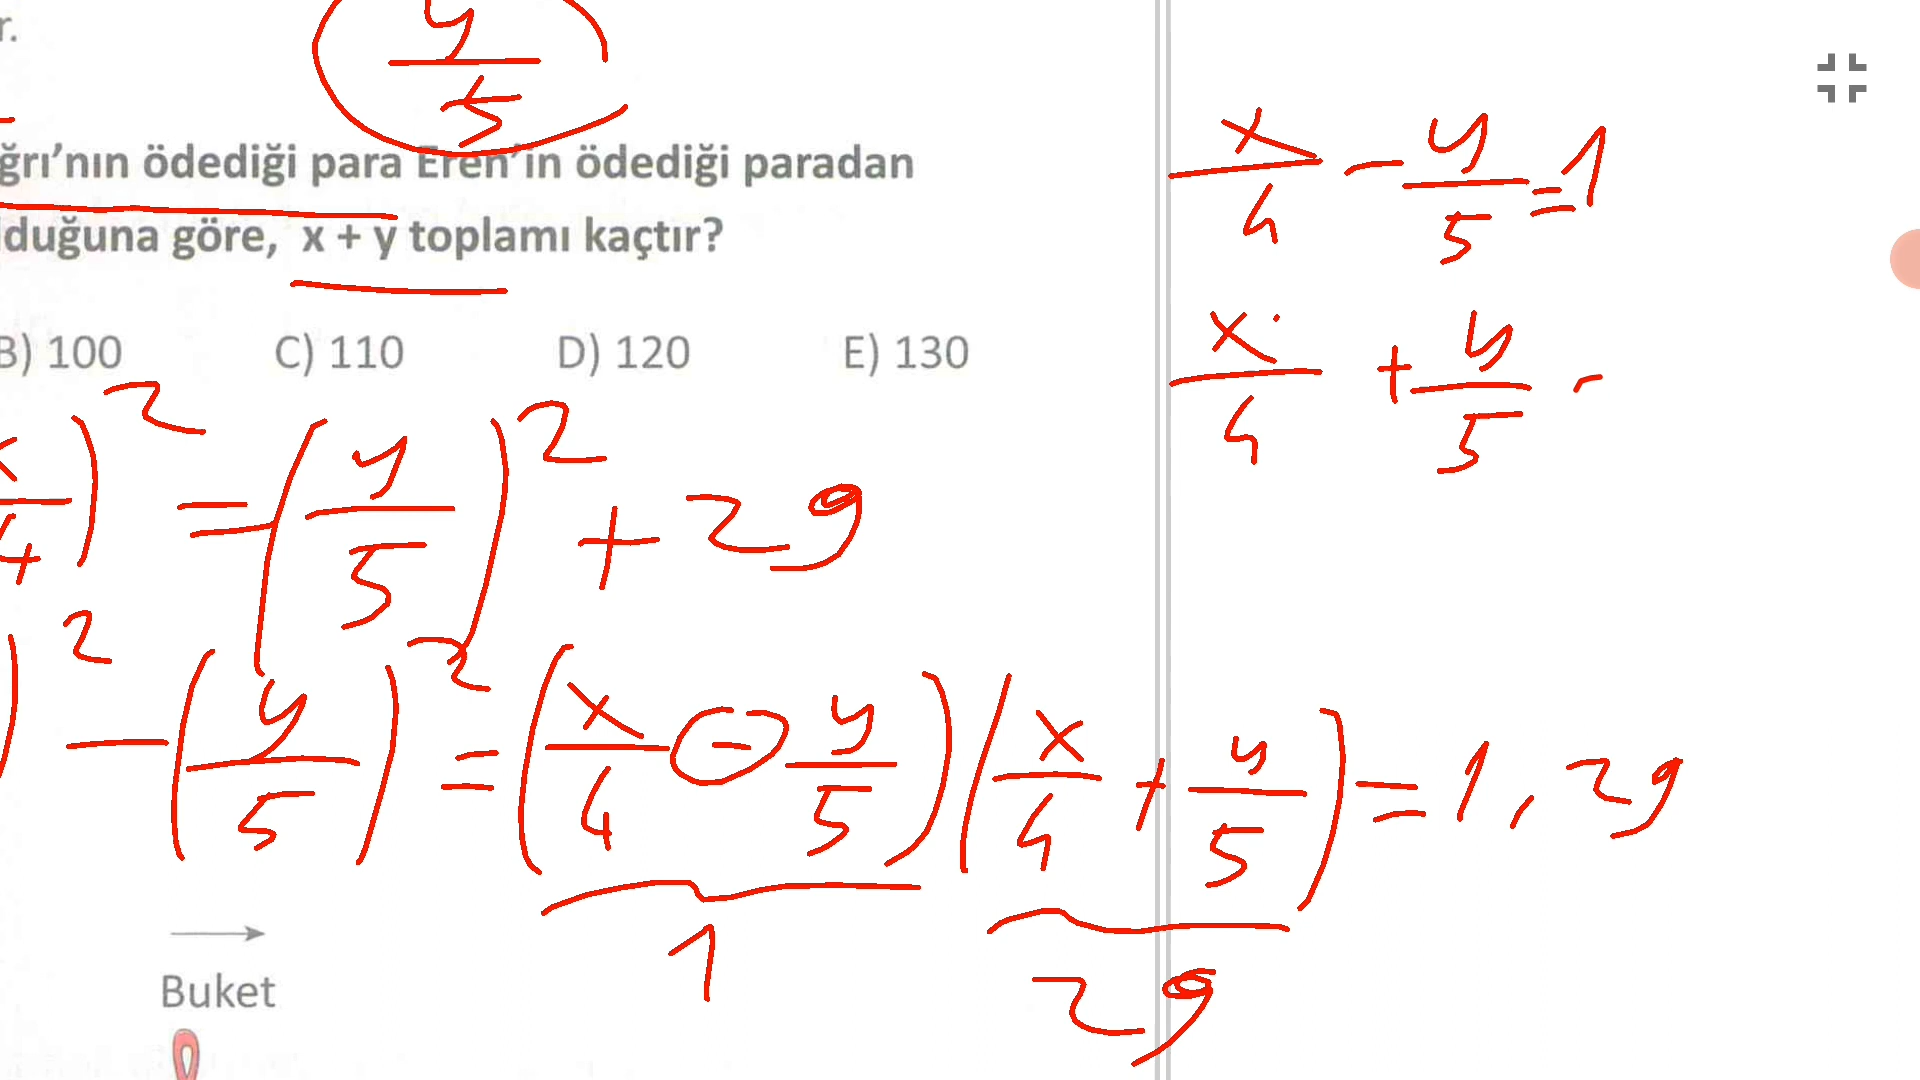 r.
y/5
ğrı'nın ödediği para Eren'in ödediği paradan
duğuna göre, x + y toplamı kaçtır?
B) 100 C) 110 D) 120 E) 130
x/4 - y/5 = 1
x/4 + y/5 -
x/4)² = (y/5)² + 29
)² - (y/5)² = (x/4 - y/5)(x/4 + y/5) = 1 . 29
1 29
Buket